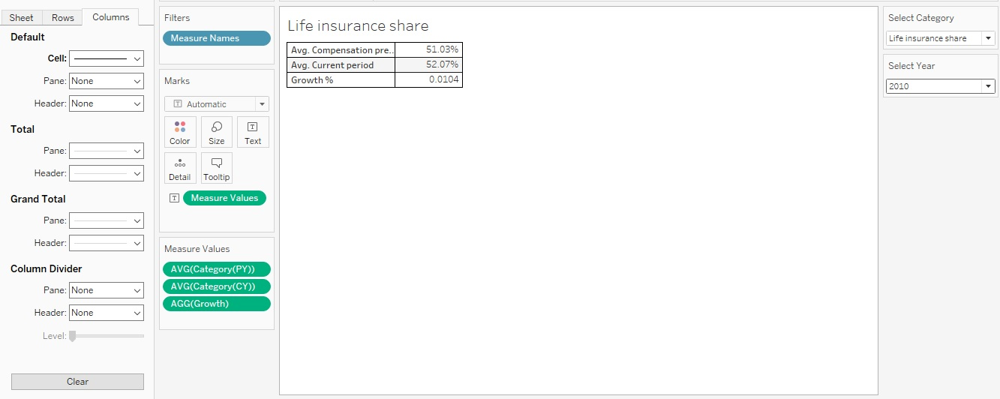 Sheet Rows Columns
Default
Cell:
Pane: None
Header: None
Total
Pane:
Header:
Grand Total
Pane:
Header:
Column Divider
Pane: None
Header: None
Level:
Clear
Filters
Measure Names
Marks
T Automatic
Color Size T Text
Detail Tooltip
T Measure Values
Measure Values
AVG(Category(PY))
AVG(Category(CY))
AGG(Growth)
Life insurance share
Avg. Compensation pre.. 51.03%
Avg. Current period 52.07%
Growth % 0.0104
Select Category
Life insurance share
Select Year
2010